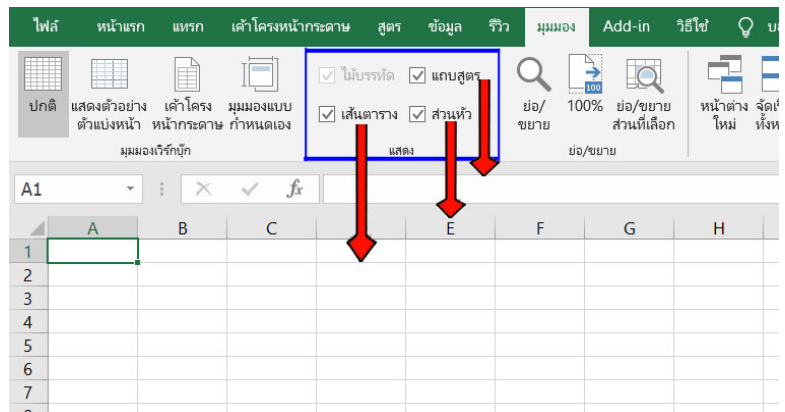 ไฟล์ หน้าแรก แทรก เค้าโครงหน้ากระดาษ สูตร ข้อมูล รีวิว มุมมอง Add-in วิธีใช้
ไม้บรรทัด แถบสูตร
100
ปกติ แสดงตัวอย่าง เค้าโครง มุมมองแบบ เส้นตาราง ส่วนหัว ย่อ/ 100% ย่อ/ขยาย หน้าต่าง
ตัวแบ่งหน้า หน้ากระดาษ กำหนดเอง ขยาย ส่วนที่เลือก ใหม่
มุมมองเวิร์กบุ๊ก แสดง ย่อ/ขยาย
A1 fx
A B C E F G H
1
2
3
4
5
6
7